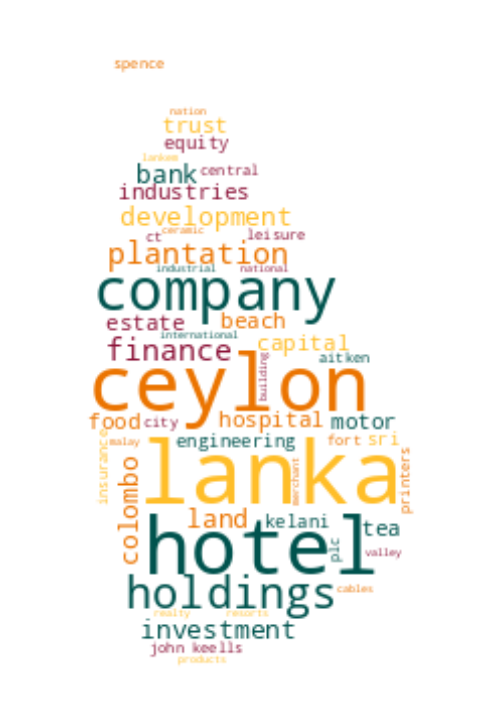 spence
nation
trust
equity
lankem
bank central
industries
development
ct ceramic leisure
plantation
industrial national
company
estate beach
international
finance capital
building aitken
ceylon
food city hospital motor
insurance malay engineering fort sri
lanka
merchant printers
colombo land kelani tea
hotel plc valley
holdings cables
realty resorts
investment
john keells
products